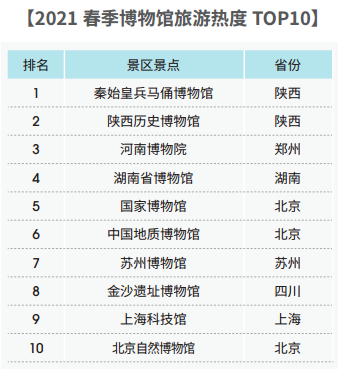 【2021 春季博物馆旅游热度 TOP10】
排名 景区景点 省份
1 秦始皇兵马俑博物馆 陕西
2 陕西历史博物馆 陕西
3 河南博物院 郑州
4 湖南省博物馆 湖南
5 国家博物馆 北京
6 中国地质博物馆 北京
7 苏州博物馆 苏州
8 金沙遗址博物馆 四川
9 上海科技馆 上海
10 北京自然博物馆 北京